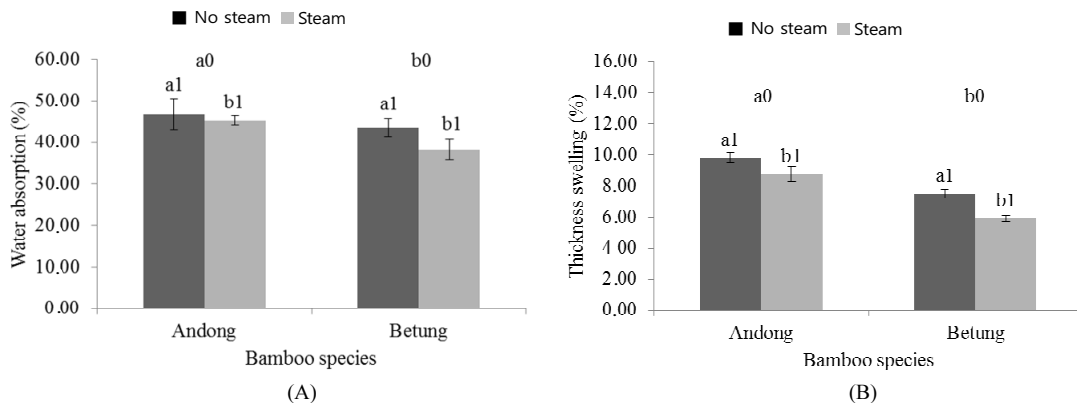 No steam Steam
60.00
50.00
40.00
30.00
20.00
10.00
0.00
Water absorption (%)
a0
b0
a1
b1
a1
b1
Andong
Betung
Bamboo species
(A)
No steam Steam
16.00
14.00
12.00
10.00
8.00
6.00
4.00
2.00
0.00
Thickness swelling (%)
a0
b0
a1
b1
a1
b1
Andong
Betung
Bamboo species
(B)